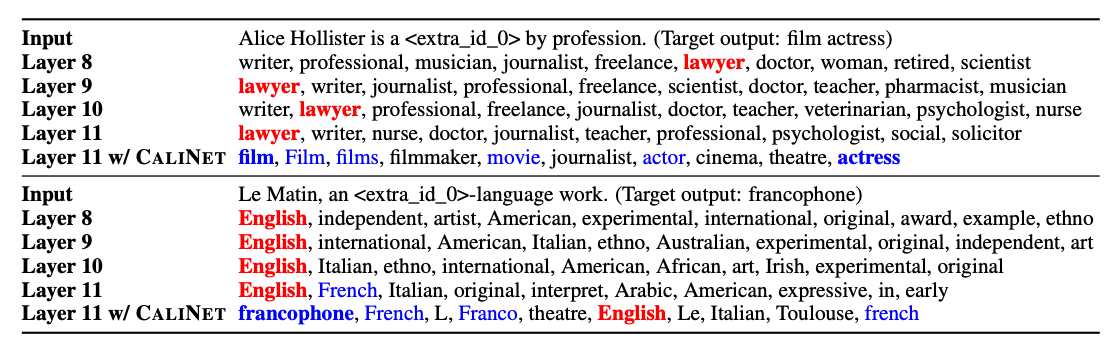 Input Alice Hollister is a <extra_id_0> by profession. (Target output: film actress)
Layer 8 writer, professional, musician, journalist, freelance, lawyer, doctor, woman, retired, scientist
Layer 9 lawyer, writer, journalist, professional, freelance, scientist, doctor, teacher, pharmacist, musician
Layer 10 writer, lawyer, professional, freelance, journalist, doctor, teacher, veterinarian, psychologist, nurse
Layer 11 lawyer, writer, nurse, doctor, journalist, teacher, professional, psychologist, social, solicitor
Layer 11 w/ CALINET film, Film, films, filmmaker, movie, journalist, actor, cinema, theatre, actress
Input Le Matin, an <extra_id_0>-language work. (Target output: francophone)
Layer 8 English, independent, artist, American, experimental, international, original, award, example, ethno
Layer 9 English, international, American, Italian, ethno, Australian, experimental, original, independent, art
Layer 10 English, Italian, ethno, international, American, African, art, Irish, experimental, original
Layer 11 English, French, Italian, original, interpret, Arabic, American, expressive, in, early
Layer 11 w/ CALINET francophone, French, L, Franco, theatre, English, Le, Italian, Toulouse, french